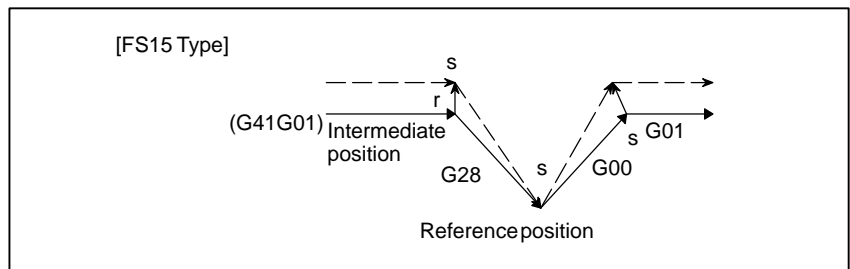 [FS15 Type]
s
r
(G41G01)
Intermediate
position
s
G01
s
G00
G28
Reference position